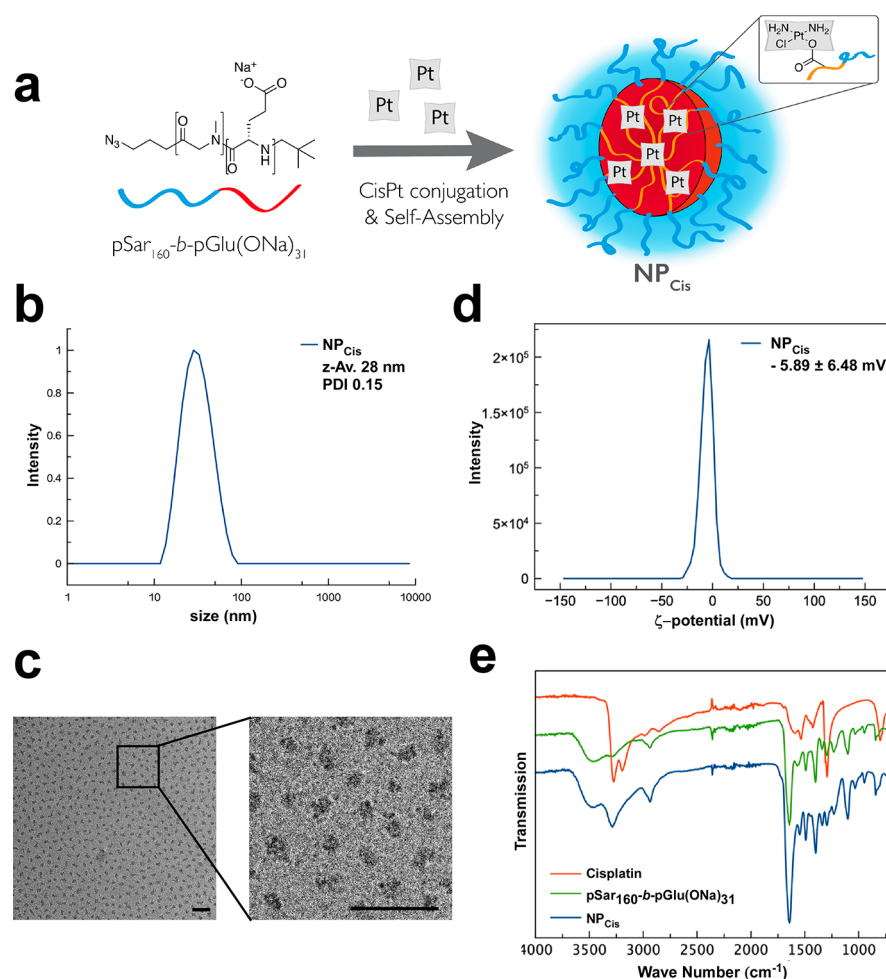 a
Na⁺
⁻O
O
N₃
O
N
O
N
H
Pt
Pt
Pt
CisPt conjugation
& Self-Assembly
pSar₁₆₀-b-pGlu(ONa)₃₁
Pt
Pt
Pt
Pt
Pt
H₂N
NH₂
Pt
Cl
O
O
NP_Cis
b
NP_Cis
z-Av. 28 nm
PDI 0.15
Intensity
1
0.8
0.6
0.4
0.2
0
1
10
100
1000
10000
size (nm)
d
NP_Cis
- 5.89 ± 6.48 mV
Intensity
2×10⁵
1.5×10⁵
10⁵
5×10⁴
0
−150
−100
−50
0
50
100
150
ζ−potential (mV)
c
e
Transmission
Cisplatin
pSar₁₆₀-b-pGlu(ONa)₃₁
NP_Cis
4000
3500
3000
2500
2000
1500
1000
Wave Number (cm⁻¹)